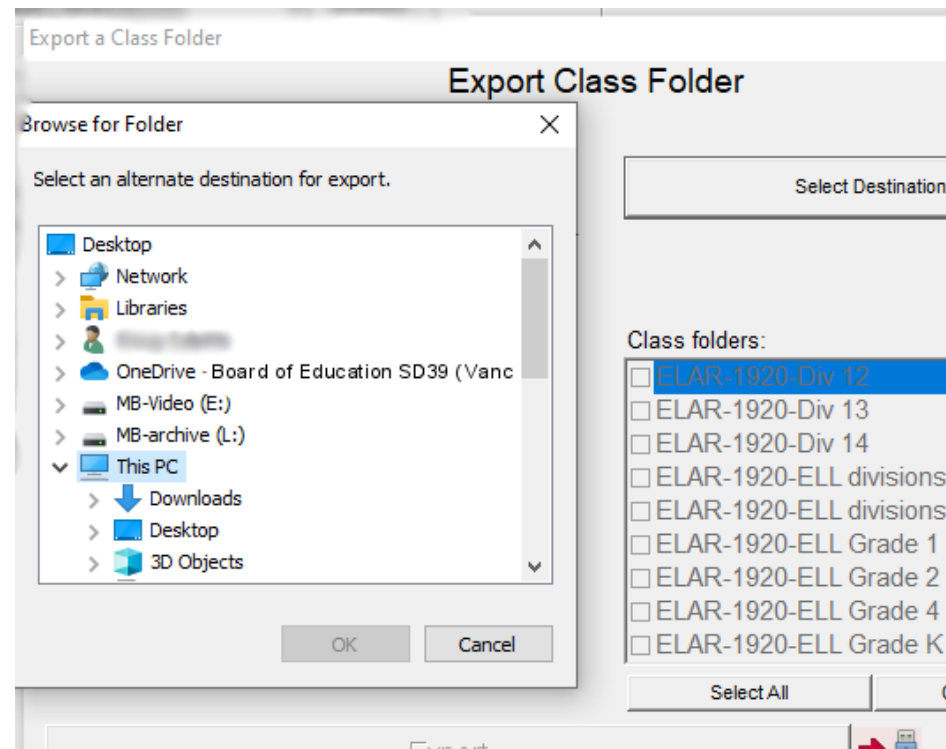 Export a Class Folder
Export Class Folder
Browse for Folder
Select an alternate destination for export.
Desktop
Network
Libraries
OneDrive - Board of Education SD39 (Vanc
MB-Video (E:)
MB-archive (L:)
This PC
Downloads
Desktop
3D Objects
OK
Cancel
Select Destination
Class folders:
ELAR-1920-Div 12
ELAR-1920-Div 13
ELAR-1920-Div 14
ELAR-1920-ELL divisions
ELAR-1920-ELL divisions
ELAR-1920-ELL Grade 1
ELAR-1920-ELL Grade 2
ELAR-1920-ELL Grade 4
ELAR-1920-ELL Grade K
Select All